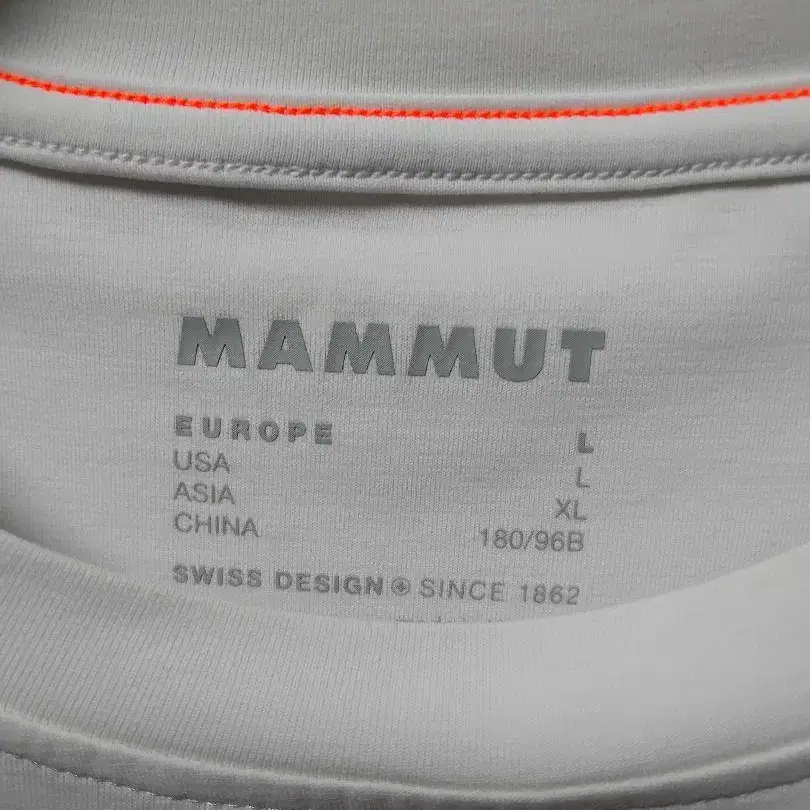 MAMMUT
EUROPE L
USA L
ASIA XL
CHINA 180/96B
SWISS DESIGN SINCE 1862